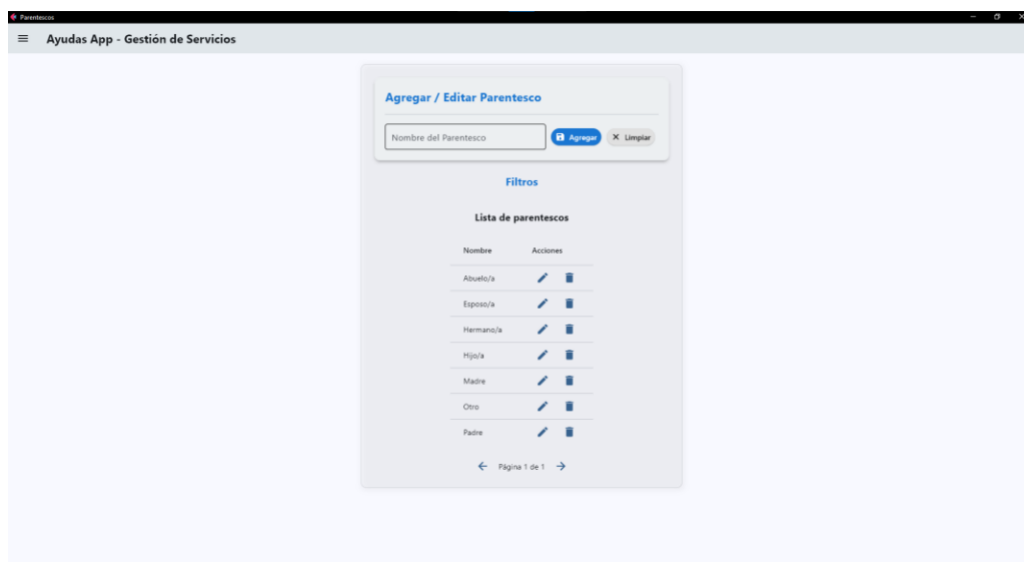 Parentescos
Ayudas App - Gestión de Servicios
Agregar / Editar Parentesco
Nombre del Parentesco
Agregar
Limpiar
Filtros
Lista de parentescos
Nombre Acciones
Abuelo/a
Esposo/a
Hermano/a
Hijo/a
Madre
Otro
Padre
Página 1 de 1